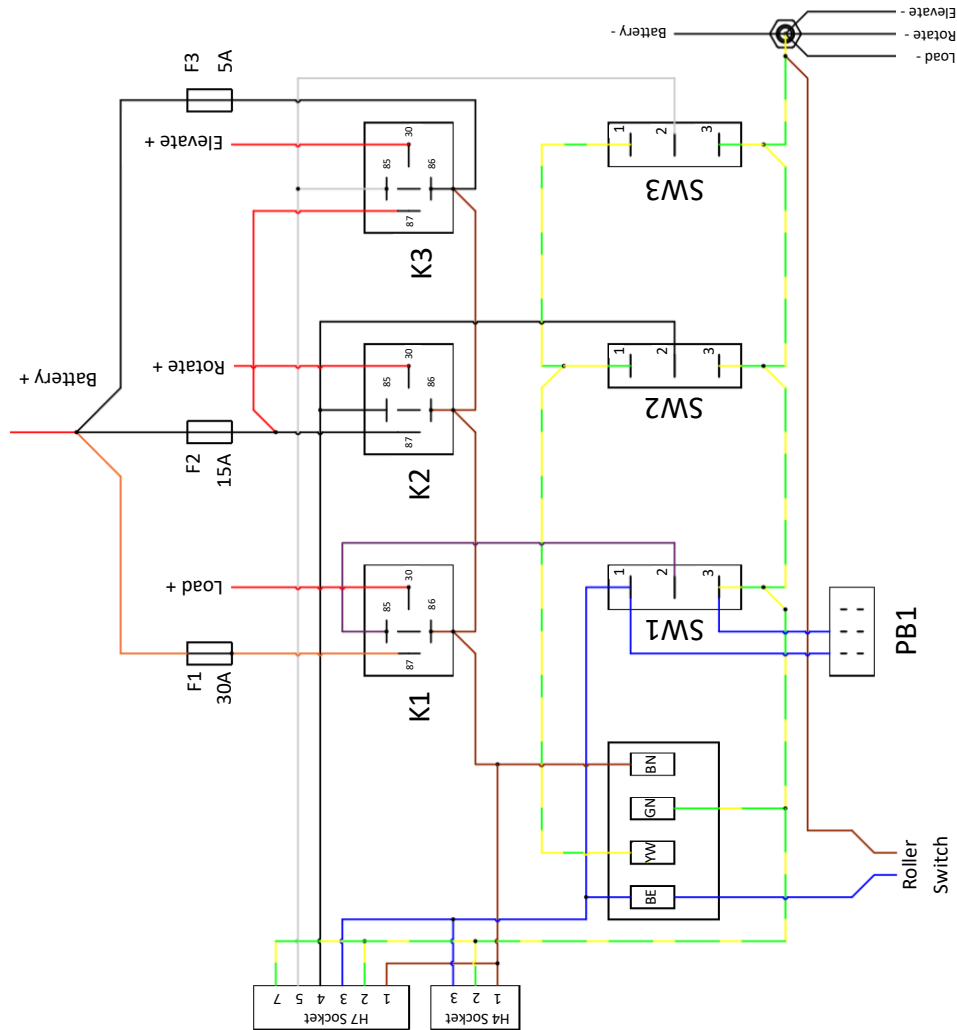 F3
5A
Elevate +
85
30
86
87
K3
Battery +
Rotate +
F2
15A
85
30
86
87
K2
Load +
F1
30A
85
30
86
87
K1
Battery -
Elevate -
Rotate -
Load -
1
2
3
SW3
1
2
3
SW2
1
2
3
SW1
PB1
BN
GN
YW
BE
Roller
Switch
7
5
4
3
2
1
H7 Socket
3
2
1
H4 Socket